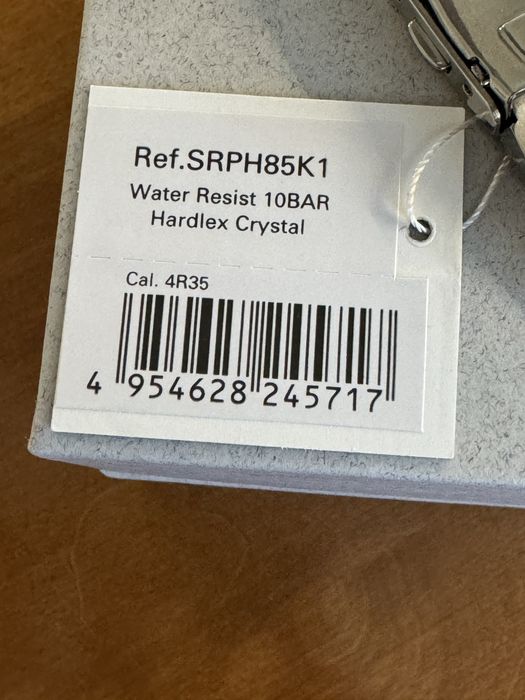 Ref.SRPH85K1
Water Resist 10BAR
Hardlex Crystal
Cal. 4R35
4 954628 245717